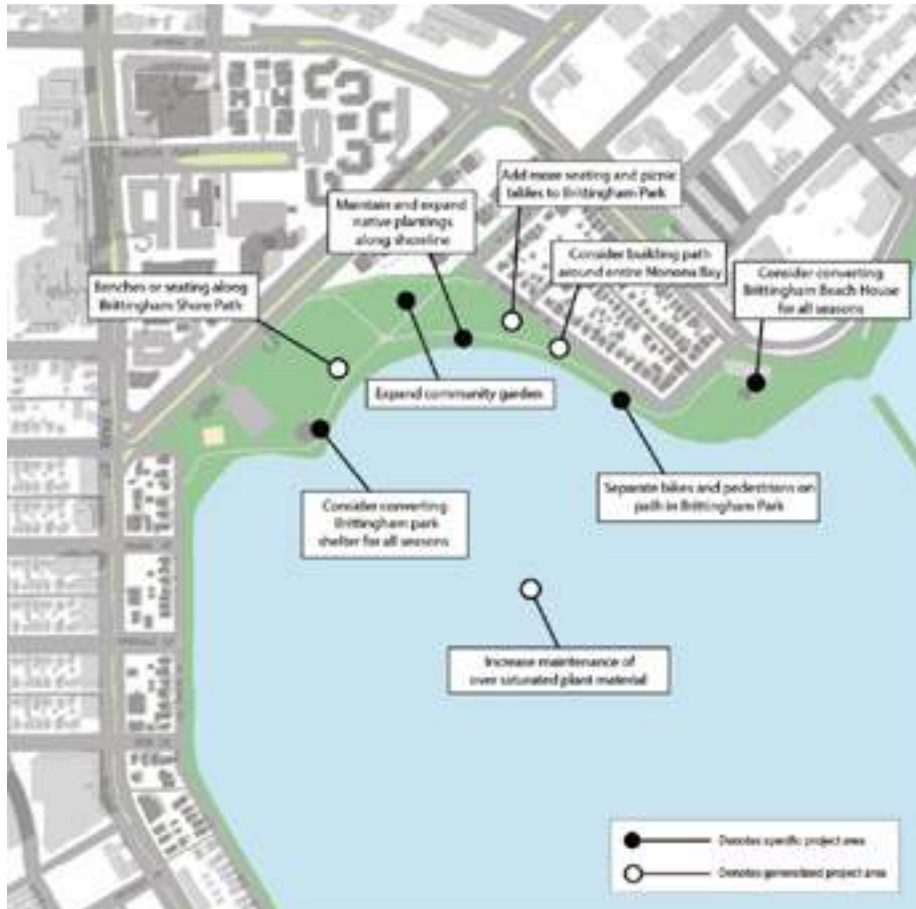 Add more seating and picnic
tables to Brittingham Park
Maintain and expand
native plantings
along shoreline
Consider building path
around entire Monona Bay
Consider converting
Brittingham Beach House
for all seasons
Benches or seating along
Brittingham Shore Path
Expand community garden
Consider converting
Brittingham park
shelter for all seasons
Separate bikes and pedestrians on
path in Brittingham Park
Increase maintenance of
over saturated plant material
Denotes specific project area
Denotes generalized project area